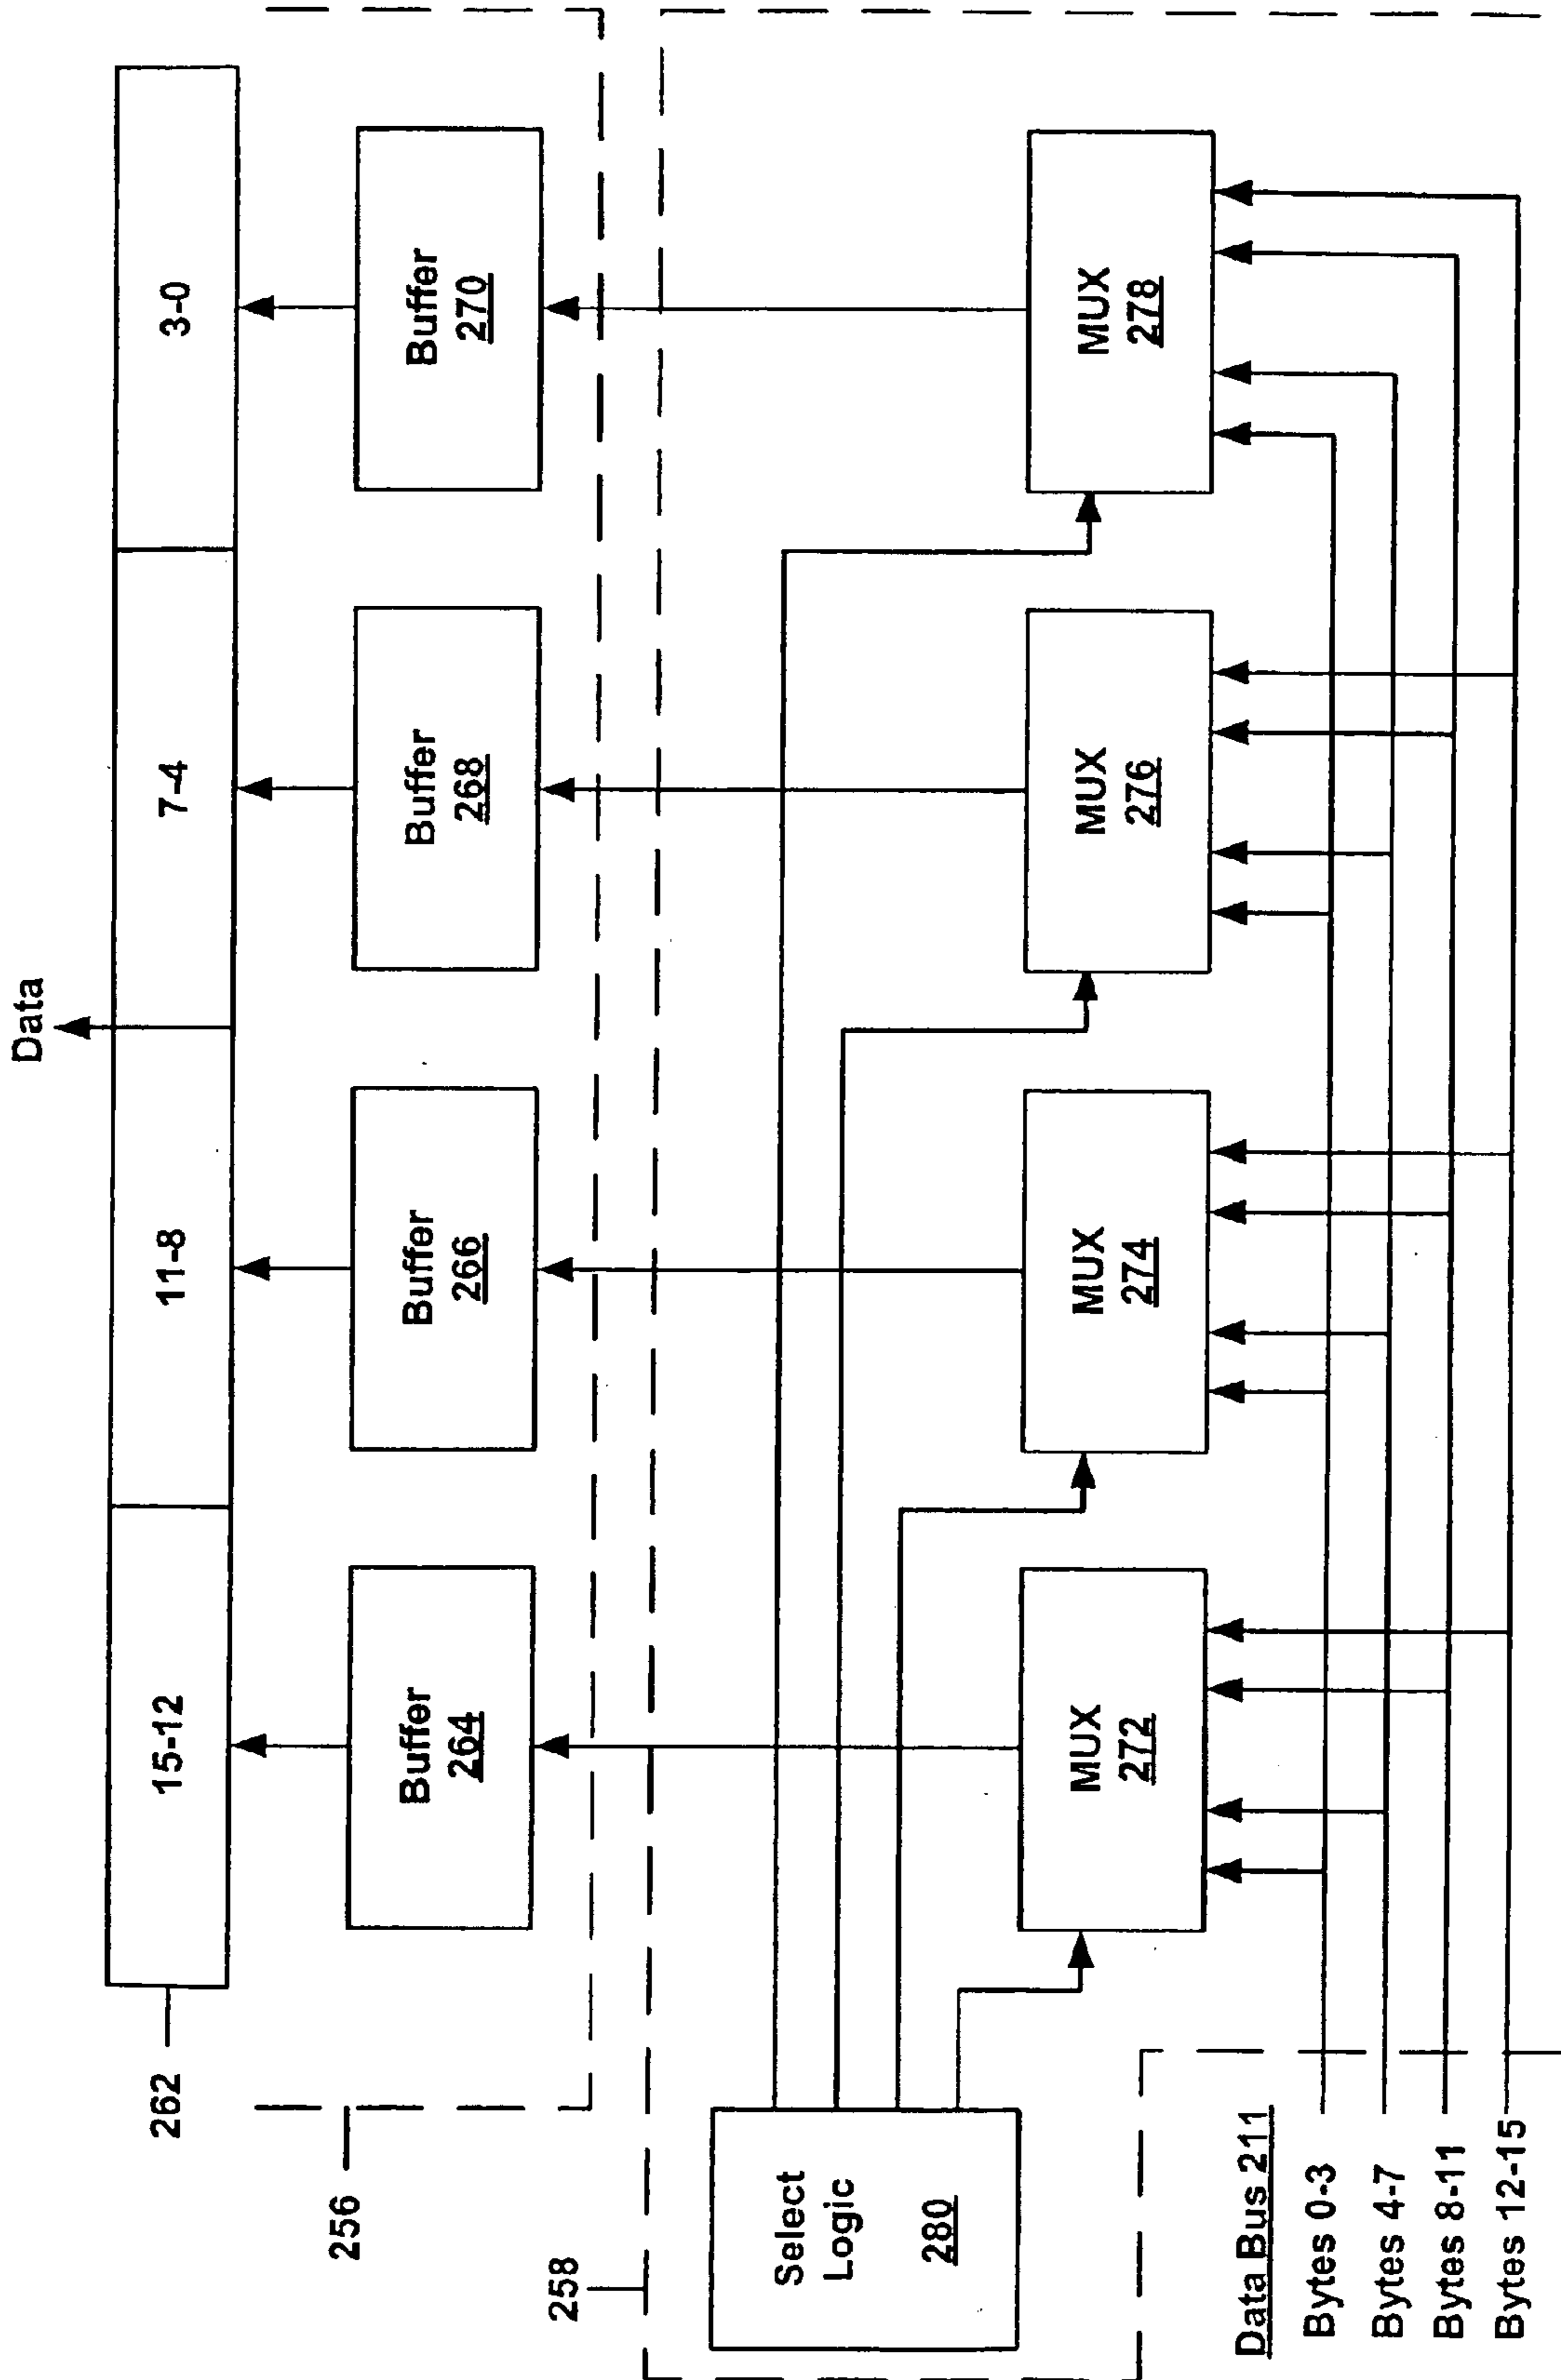 Data
262
15-12
11-8
7-4
3-0
256
Buffer
264
Buffer
266
Buffer
268
Buffer
270
258
Select
Logic
280
MUX
272
MUX
274
MUX
276
MUX
278
Data Bus 211
Bytes 0-3
Bytes 4-7
Bytes 8-11
Bytes 12-15